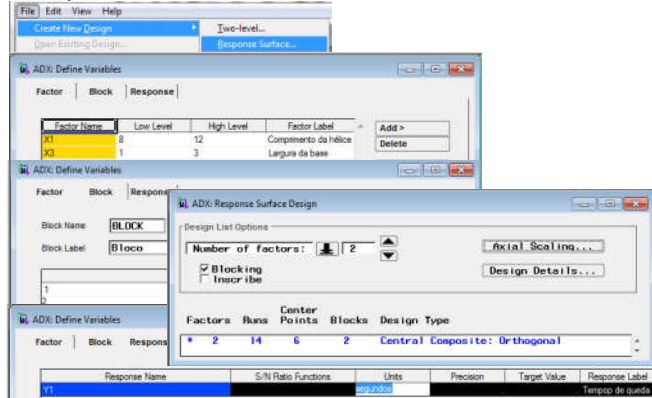 File Edit View Help
Create New Design
Two-level...
Open Existing Design...
Response Surface...
ADX: Define Variables
Factor Block Response
Factor Name Low Level High Level Factor Label
Add >
X1 8 12 Comprimento da hélice
Delete
X3 1 3 Largura da base
ADX: Define Variables
Factor Block Respons
Block Name BLOCK
Block Label Bloco
1
2
ADX: Response Surface Design
Design List Options
Number of factors: 2
Axial Scaling...
Blocking
Inscribe
Design Details...
Factors Runs Center Points Blocks Design Type
* 2 14 6 2 Central Composite: Orthogonal
ADX: Define Variables
Factor Block Respons
Response Name S/N Ratio Functions Units Precision Target Value Response Label
Y1 segundos Tempop de queda